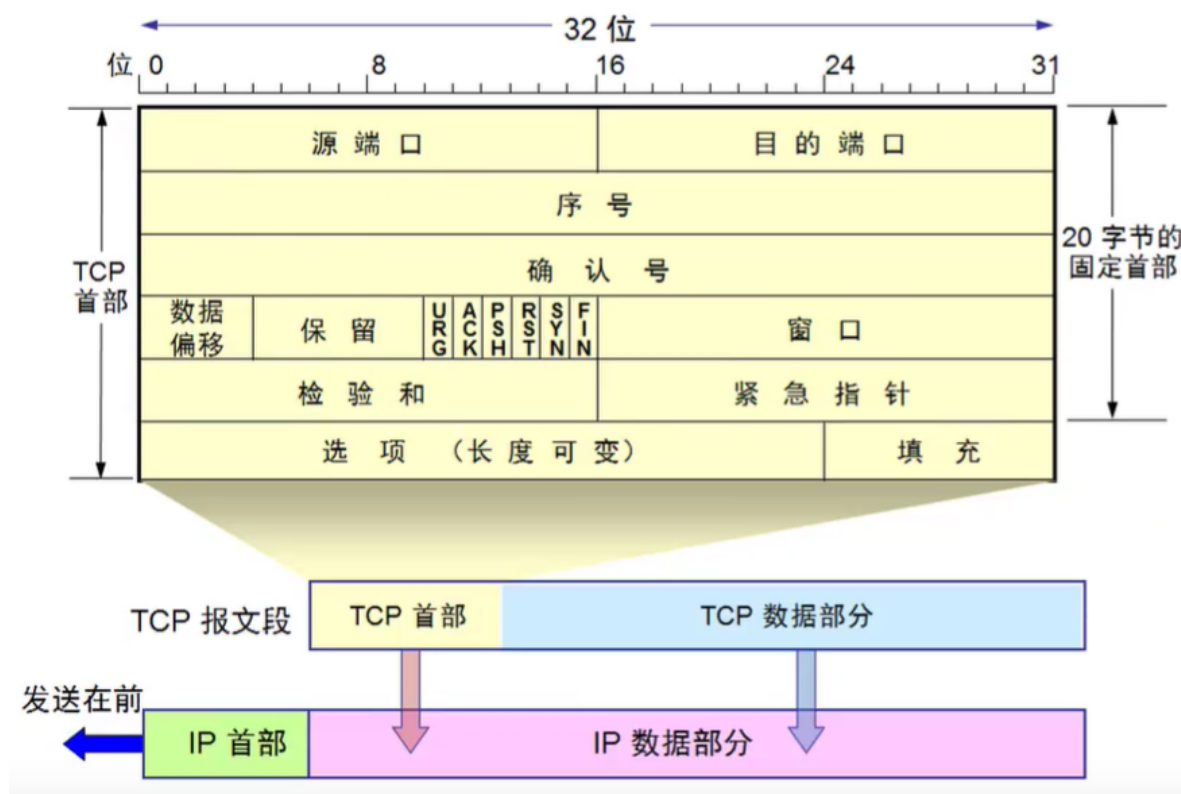 32 位
位 0 8 16 24 31
源 端 口 目 的 端 口
序 号
确 认 号
TCP
首部
20 字节的
固定首部
数据
偏移
保 留
URG ACK PSH RST SYN FIN
窗 口
检 验 和 紧 急 指 针
选 项 （长 度 可 变） 填 充
TCP 报文段 TCP 首部 TCP 数据部分
发送在前
IP 首部 IP 数据部分